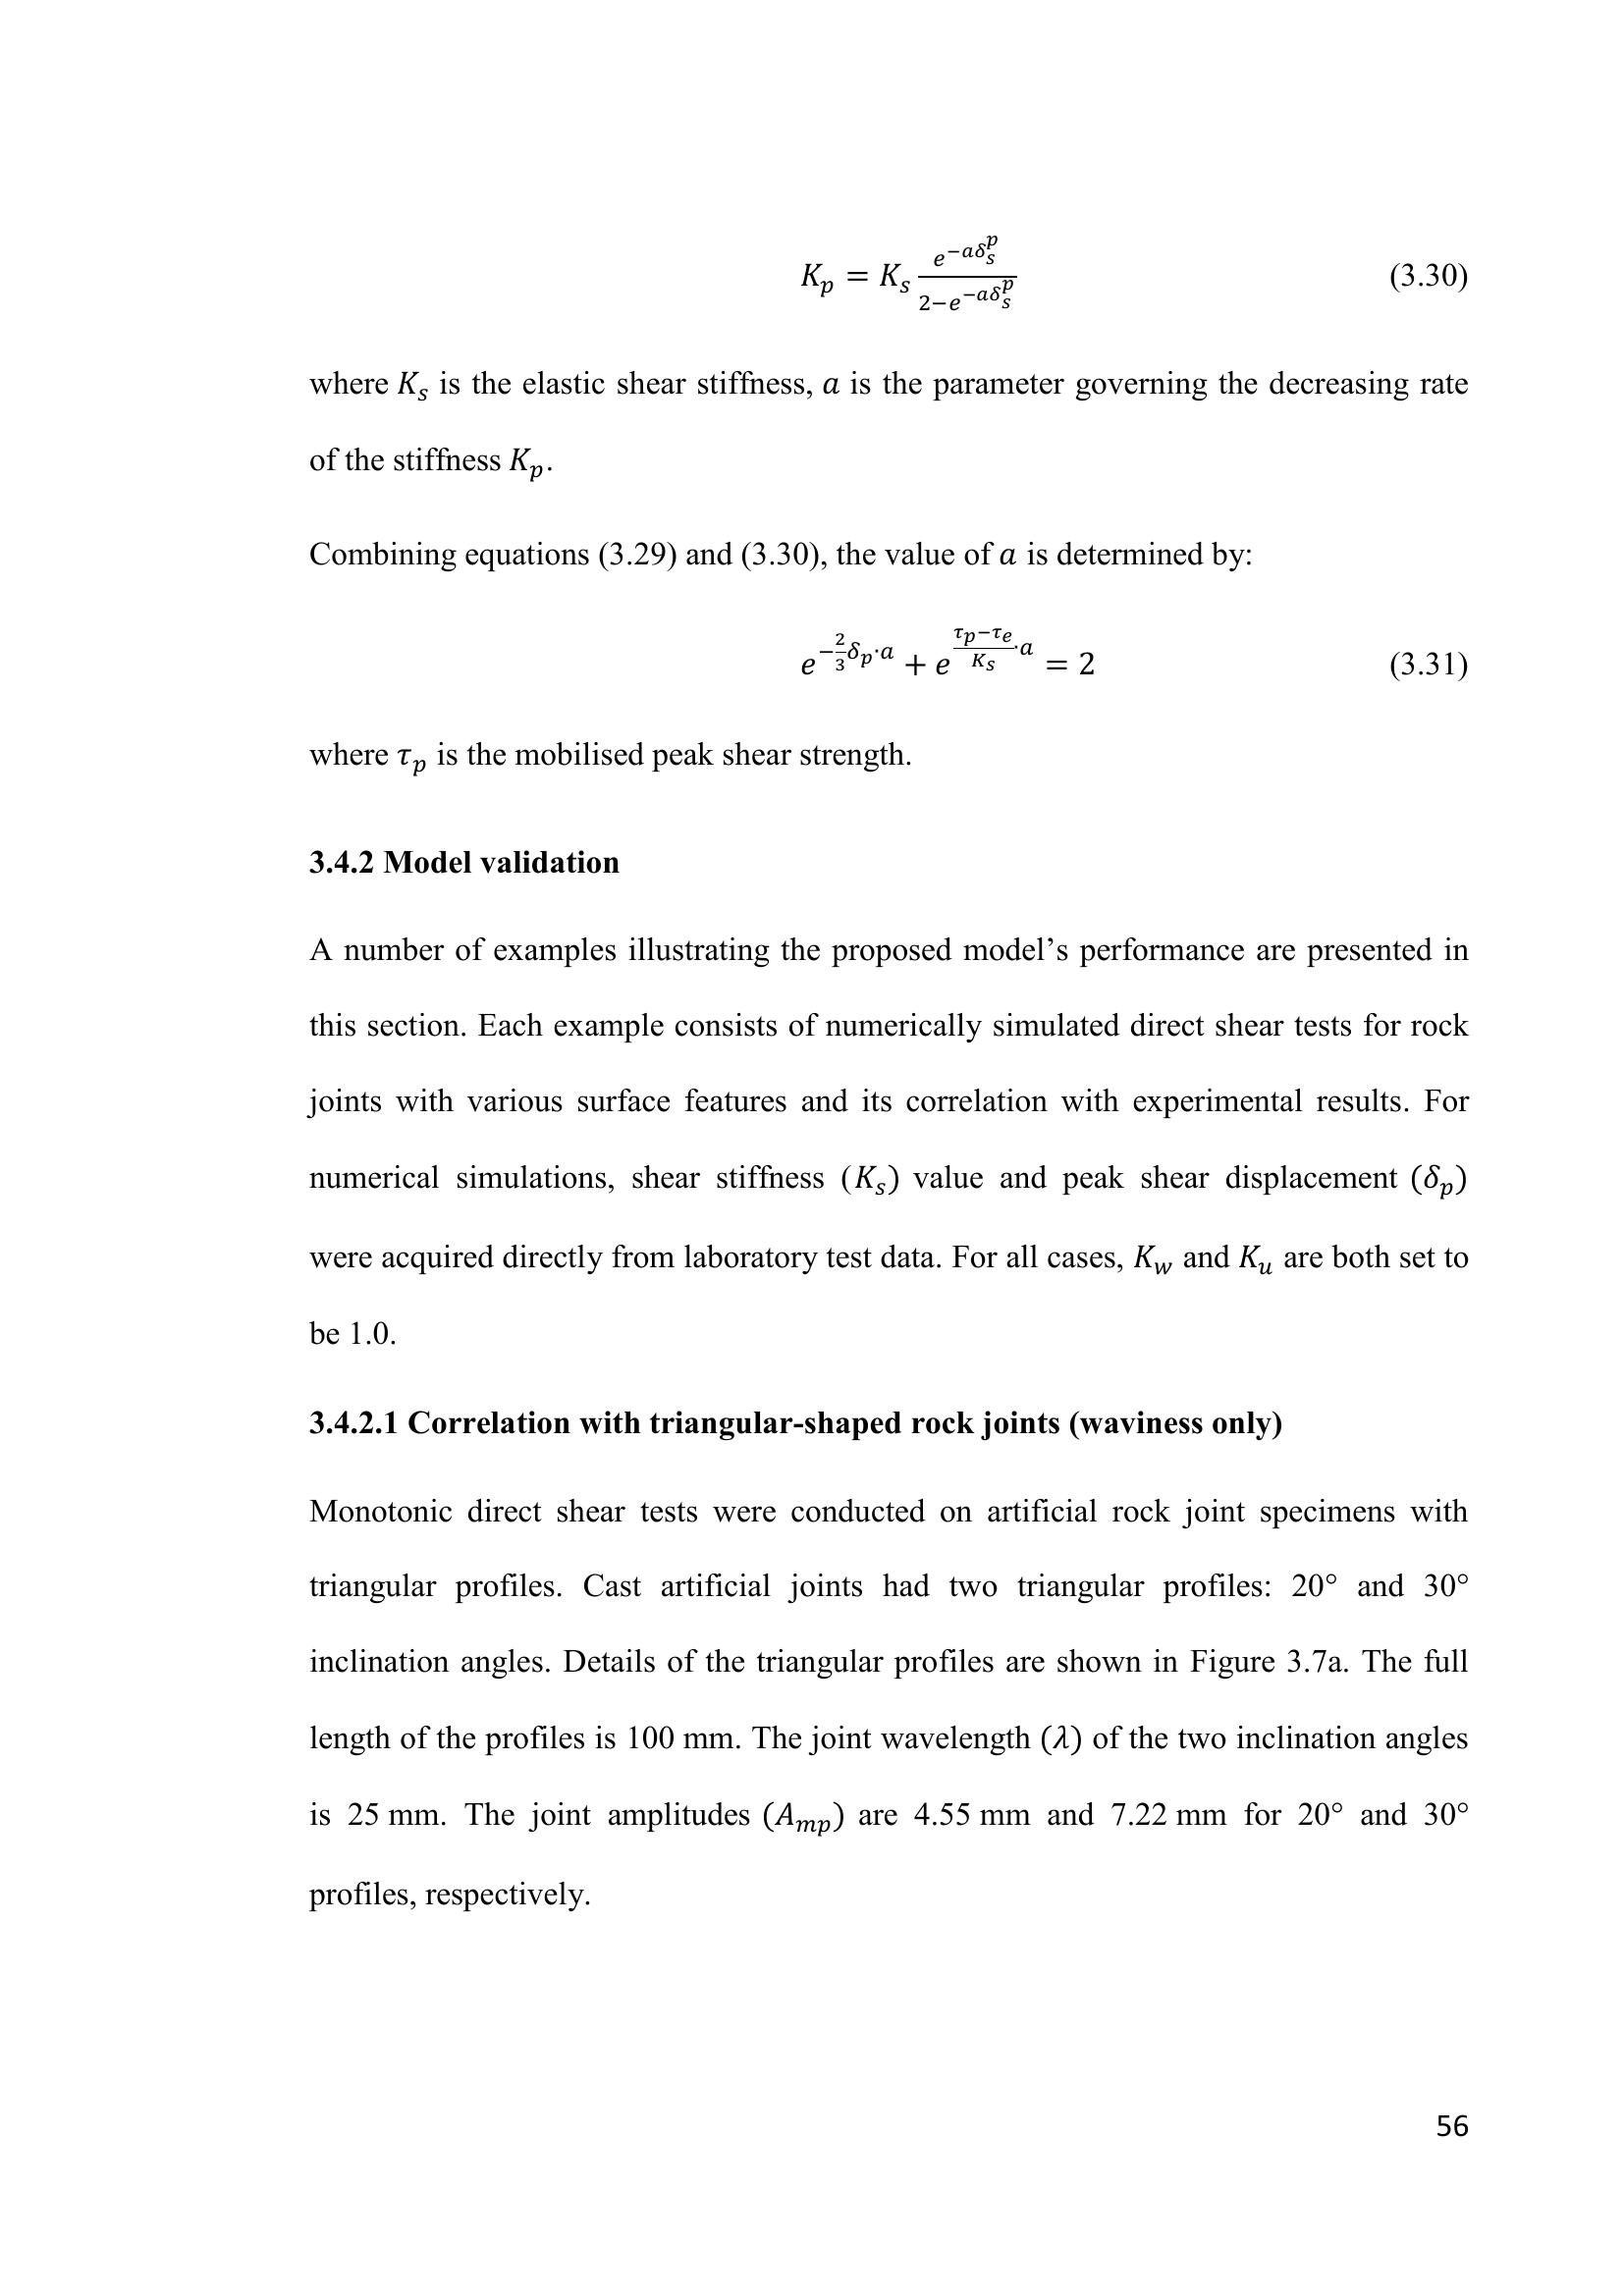 K_p = K_s \frac{e^{-aδ_s^p}}{2−e^{-aδ_s^p}} (3.30)
where K_s is the elastic shear stiffness, a is the parameter governing the decreasing rate
of the stiffness K_p.
Combining equations (3.29) and (3.30), the value of a is determined by:
e^{-\frac{2}{3}δ_p·a} + e^{\frac{τ_p−τ_e}{K_s}·a} = 2 (3.31)
where τ_p is the mobilised peak shear strength.
3.4.2 Model validation
A number of examples illustrating the proposed model’s performance are presented in
this section. Each example consists of numerically simulated direct shear tests for rock
joints with various surface features and its correlation with experimental results. For
numerical simulations, shear stiffness (K_s) value and peak shear displacement (δ_p)
were acquired directly from laboratory test data. For all cases, K_w and K_u are both set to
be 1.0.
3.4.2.1 Correlation with triangular-shaped rock joints (waviness only)
Monotonic direct shear tests were conducted on artificial rock joint specimens with
triangular profiles. Cast artificial joints had two triangular profiles: 20° and 30°
inclination angles. Details of the triangular profiles are shown in Figure 3.7a. The full
length of the profiles is 100 mm. The joint wavelength (λ) of the two inclination angles
is 25 mm. The joint amplitudes (A_{mp}) are 4.55 mm and 7.22 mm for 20° and 30°
profiles, respectively.
56